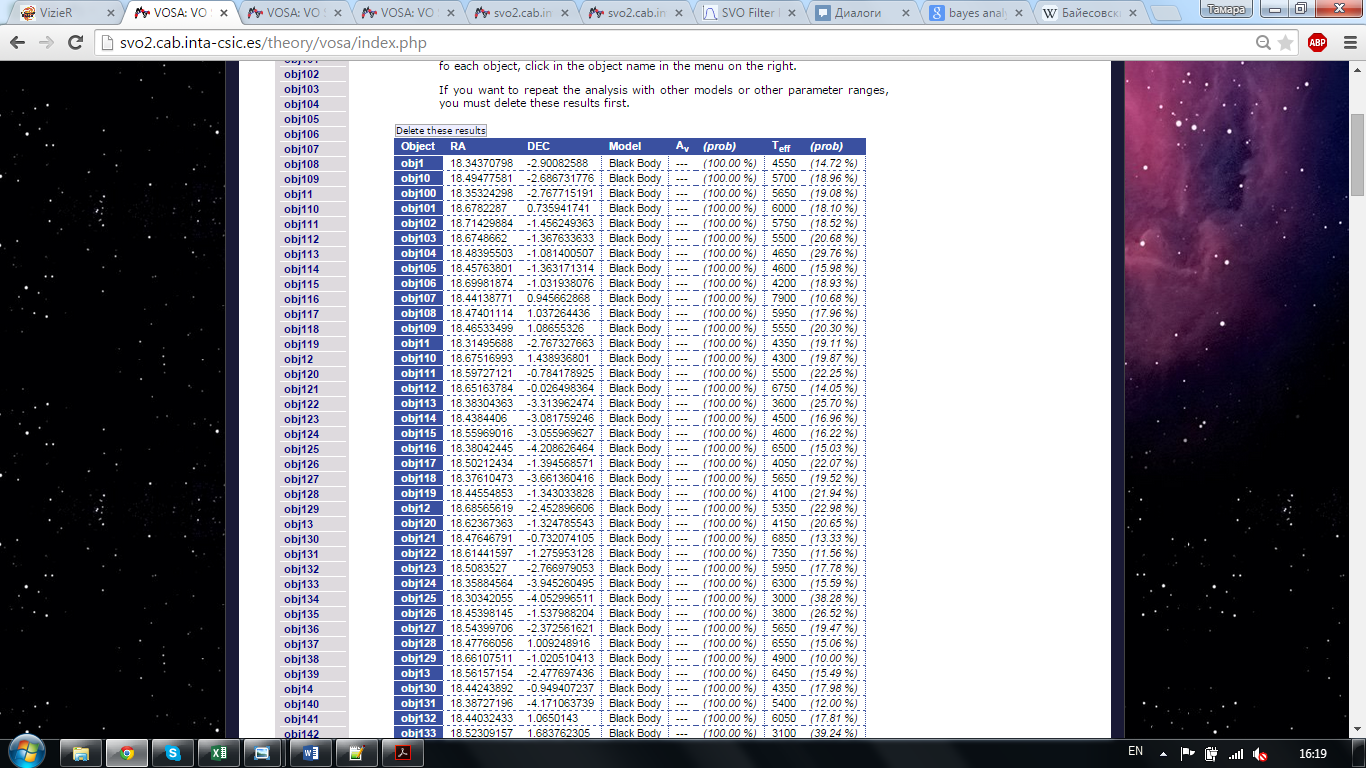 VizieR
VOSA: VO S
VOSA: VO S
VOSA: VO S
svo2.cab.in
svo2.cab.in
SVO Filter
Диалоги
bayes anal
Байесовск
Тамара
svo2.cab.inta-csic.es/theory/vosa/index.php
ABP
fo each object, click in the object name in the menu on the right.
If you want to repeat the analysis with other models or other parameter ranges,
you must delete these results first.
Delete these results
obj101
obj102
obj103
obj104
obj105
obj106
obj107
obj108
obj109
obj11
obj110
obj111
obj112
obj113
obj114
obj115
obj116
obj117
obj118
obj119
obj12
obj120
obj121
obj122
obj123
obj124
obj125
obj126
obj127
obj128
obj129
obj13
obj130
obj131
obj132
obj133
obj134
obj135
obj136
obj137
obj138
obj139
obj14
obj140
obj141
obj142
Object RA DEC Model Av (prob) Teff (prob)
obj1 18.34370798 -2.90082588 Black Body --- (100.00 %) 4550 (14.72 %)
obj10 18.49477581 -2.686731776 Black Body --- (100.00 %) 5700 (18.96 %)
obj100 18.35324298 -2.767715191 Black Body --- (100.00 %) 5650 (19.08 %)
obj101 18.6782287 0.735941741 Black Body --- (100.00 %) 6000 (18.10 %)
obj102 18.71429884 -1.456249363 Black Body --- (100.00 %) 5750 (18.52 %)
obj103 18.6748662 -1.367633633 Black Body --- (100.00 %) 5500 (20.68 %)
obj104 18.48395503 -1.081400507 Black Body --- (100.00 %) 4650 (29.76 %)
obj105 18.45763801 -1.363171314 Black Body --- (100.00 %) 4600 (15.98 %)
obj106 18.69981874 -1.031938076 Black Body --- (100.00 %) 4200 (18.93 %)
obj107 18.44138771 0.945662868 Black Body --- (100.00 %) 7900 (10.68 %)
obj108 18.47401114 1.037264436 Black Body --- (100.00 %) 5950 (17.96 %)
obj109 18.46533499 1.08655326 Black Body --- (100.00 %) 5550 (20.30 %)
obj11 18.31495688 -2.767327663 Black Body --- (100.00 %) 4350 (19.11 %)
obj110 18.67516993 1.438936801 Black Body --- (100.00 %) 4300 (19.87 %)
obj111 18.59727121 -0.784178925 Black Body --- (100.00 %) 5500 (22.25 %)
obj112 18.65163784 -0.026498364 Black Body --- (100.00 %) 6750 (14.05 %)
obj113 18.38304363 -3.313962474 Black Body --- (100.00 %) 3600 (25.70 %)
obj114 18.4384406 -3.081759246 Black Body --- (100.00 %) 4500 (16.96 %)
obj115 18.55969016 -3.055969627 Black Body --- (100.00 %) 4600 (16.22 %)
obj116 18.38042445 -4.208626464 Black Body --- (100.00 %) 6500 (15.03 %)
obj117 18.50212434 -1.394568571 Black Body --- (100.00 %) 4050 (22.07 %)
obj118 18.37610473 -3.661360416 Black Body --- (100.00 %) 5650 (19.52 %)
obj119 18.44554853 -1.343033828 Black Body --- (100.00 %) 4100 (21.94 %)
obj12 18.68565619 -2.452896606 Black Body --- (100.00 %) 5350 (22.98 %)
obj120 18.62367363 -1.324785543 Black Body --- (100.00 %) 4150 (20.65 %)
obj121 18.47646791 -0.732074105 Black Body --- (100.00 %) 6850 (13.33 %)
obj122 18.61441597 -1.275953128 Black Body --- (100.00 %) 7350 (11.56 %)
obj123 18.5083527 -2.766979053 Black Body --- (100.00 %) 5950 (17.78 %)
obj124 18.35884564 -3.945260495 Black Body --- (100.00 %) 6300 (15.59 %)
obj125 18.30342055 -4.052996511 Black Body --- (100.00 %) 3000 (38.28 %)
obj126 18.45398145 -1.537988204 Black Body --- (100.00 %) 3800 (26.52 %)
obj127 18.54399706 -2.372561621 Black Body --- (100.00 %) 5650 (19.47 %)
obj128 18.47766056 1.009248916 Black Body --- (100.00 %) 6550 (15.06 %)
obj129 18.66107511 -1.020510413 Black Body --- (100.00 %) 4900 (10.00 %)
obj13 18.56157154 -2.477697436 Black Body --- (100.00 %) 6450 (15.49 %)
obj130 18.44243892 -0.949407237 Black Body --- (100.00 %) 4350 (17.98 %)
obj131 18.38727196 -4.171063739 Black Body --- (100.00 %) 5400 (12.00 %)
obj132 18.44032433 1.0650143 Black Body --- (100.00 %) 6050 (17.81 %)
obj133 18.52309157 1.683762305 Black Body --- (100.00 %) 3100 (39.24 %)
EN
16:19